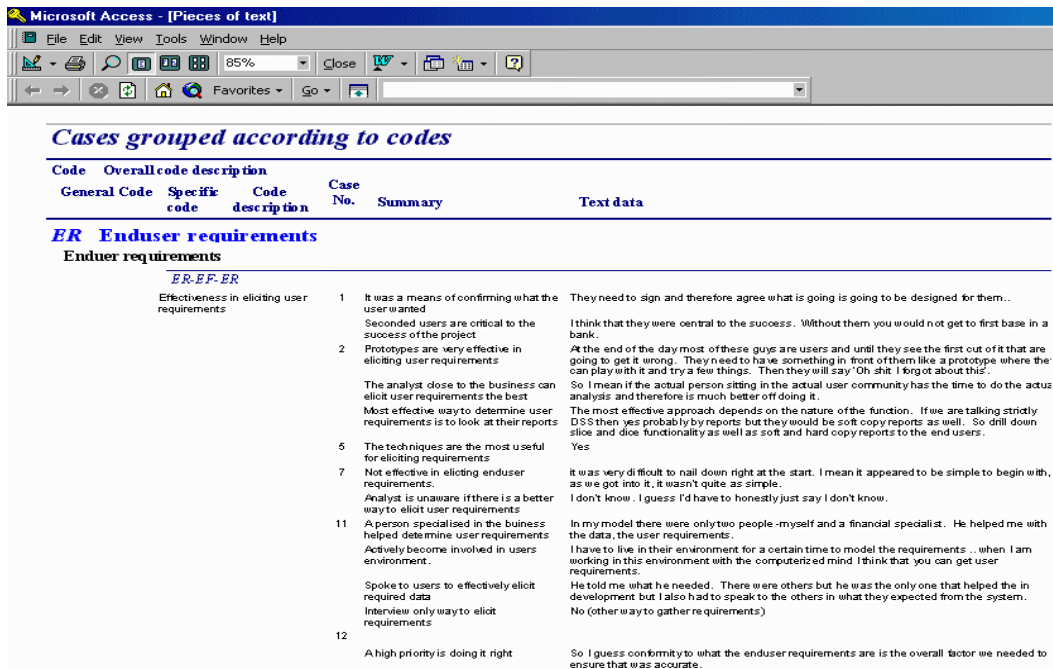 Microsoft Access - [Pieces of text]
File Edit View Tools Window Help
85% Close
Favorites Go
Cases grouped according to codes
Code Overall code description
General Code Specific code Code description Case No. Summary Text data
ER Enduser requirements
Enduer requirements
ER-EF-ER
Effectiveness in eliciting user requirements
1 It was a means of confirming what the user wanted
They need to sign and therefore agree what is going is going to be designed for them..
Seconded users are critical to the success of the project
I think that they were central to the success. Without them you would not get to first base in a bank.
2 Prototypes are very effective in eliciting user requirements
At the end of the day most of these guys are users and until they see the first cut of it that are going to get it wrong. They need to have something in front of them like a prototype where the can play with it and try a few things. Then they will say 'Oh shit I forgot about this'.
The analyst close to the business can elicit user requirements the best
So I mean if the actual person sitting in the actual user community has the time to do the actua analysis and therefore is much better off doing it.
Most effective way to determine user requirements is to look at their reports
The most effective approach depends on the nature of the function. If we are talking strictly DSS then yes probably by reports but they would be soft copy reports as well. So drill down slice and dice functionality as well as soft and hard copy reports to the end users.
5 The techniques are the most useful for eliciting requirements
Yes
7 Not effective in elicting enduser requirements.
it was very difficult to nail down right at the start. I mean it appeared to be simple to begin with, as we got into it, it wasn't quite as simple.
Analyst is unaware if there is a better way to elicit user requirements
I don't know. I guess I'd have to honestly just say I don't know.
11 A person specialised in the buiness helped determine user requirements
In my model there were only two people -myself and a financial specialist. He helped me with the data, the user requirements.
Actively become involved in users environment.
I have to live in their environment for a certain time to model the requirements .. when I am working in this environment with the computerized mind I think that you can get user requirements.
Spoke to users to effectively elicit required data
He told me what he needed. There were others but he was the only one that helped the in development but I also had to speak to the others in what they expected from the system.
Interview only way to elicit requirements
No (other way to gather requirements)
12
A high priority is doing it right
So I guess conformity to what the enduser requirements are is the overall factor we needed to ensure that was accurate.